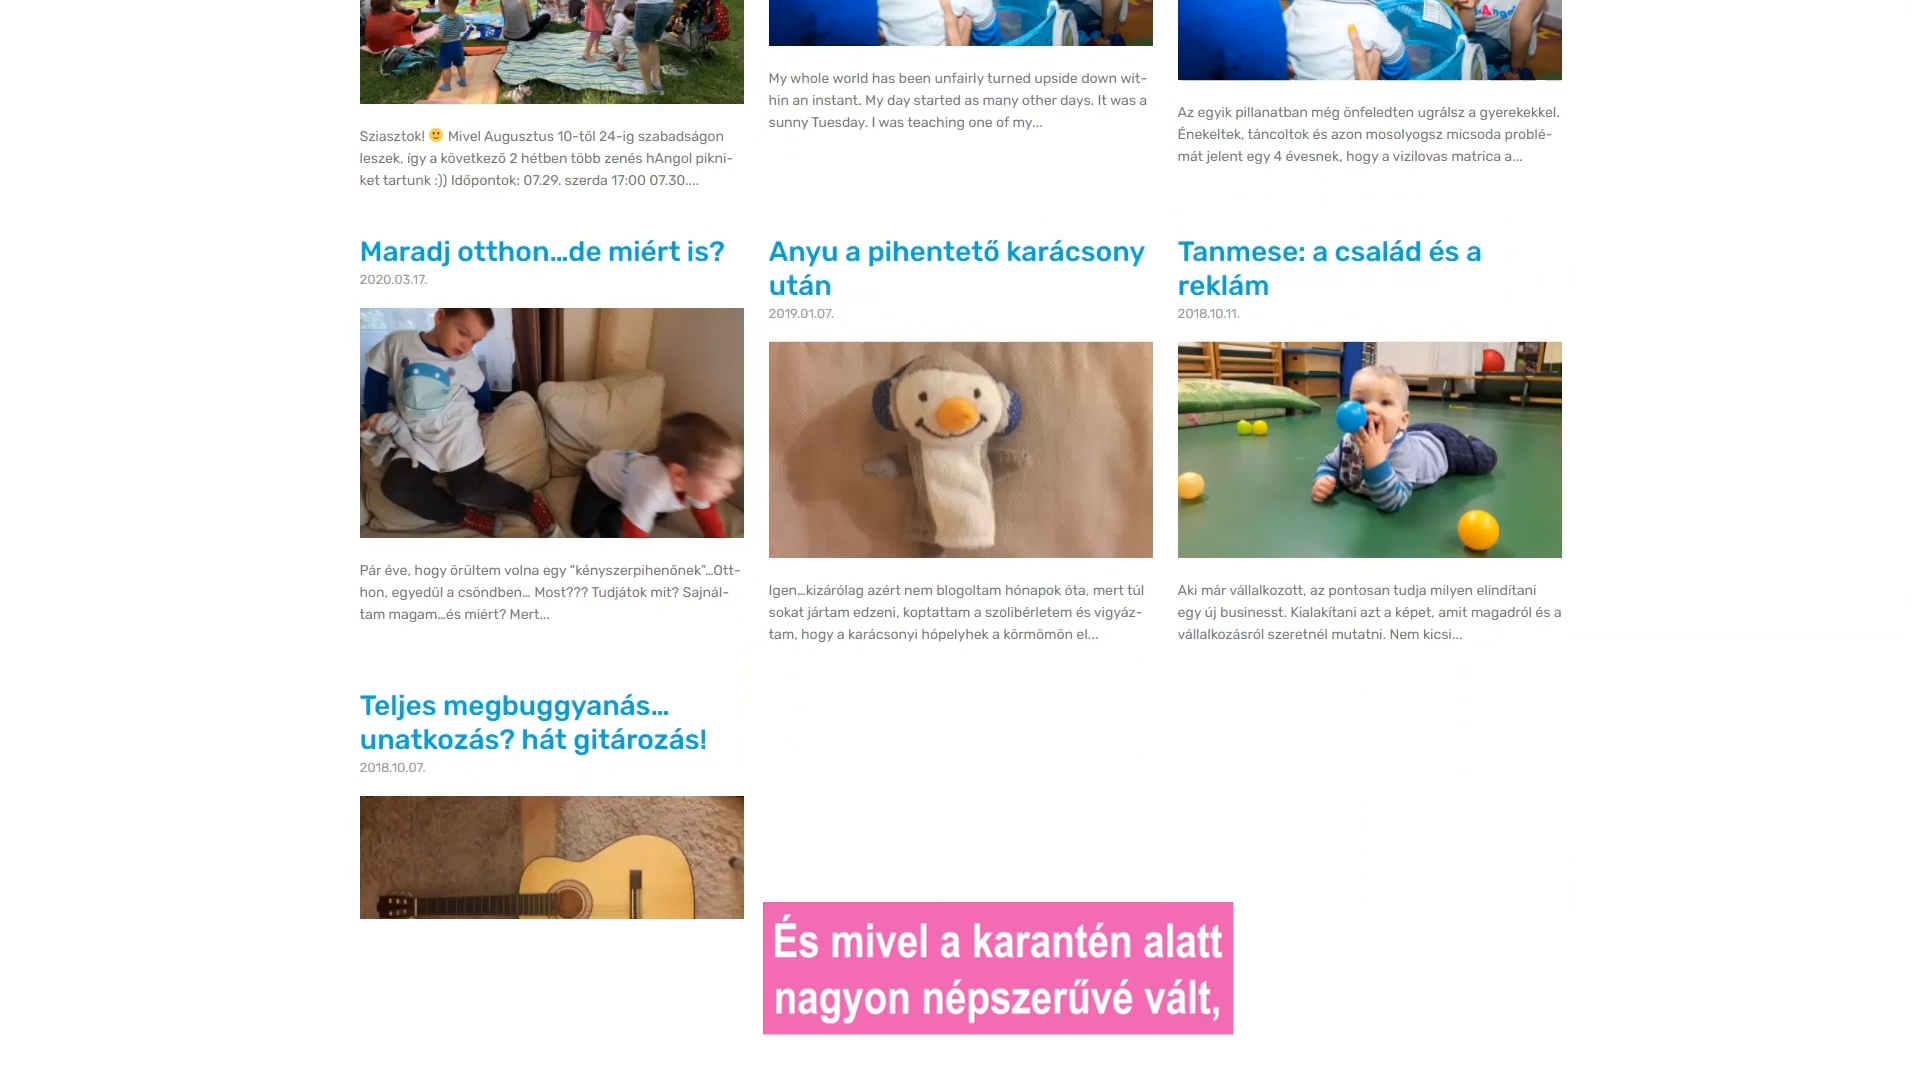 Sziasztok! 🙂 Mivel Augusztus 10-től 24-ig szabadságon
leszek, így a következő 2 hétben több zenés hAngol pikni-
ket tartunk :)) Időpontok: 07.29. szerda 17:00 07.30....
My whole world has been unfairly turned upside down wit-
hin an instant. My day started as many other days. It was a
sunny Tuesday. I was teaching one of my...
Az egyik pillanatban még önfeledten ugrálsz a gyerekekkel.
Énekeltek, táncoltok és azon mosolyogsz micsoda problé-
mát jelent egy 4 évesnek, hogy a vizilovas matrica a...
Maradj otthon…de miért is?
2020.03.17.
Pár éve, hogy örültem volna egy “kényszerpihenőnek”…Ott-
hon, egyedül a csöndben… Most??? Tudjátok mit? Sajnál-
tam magam…és miért? Mert...
Anyu a pihentető karácsony
után
2019.01.07.
Igen…kizárólag azért nem blogoltam hónapok óta, mert túl
sokat jártam edzeni, koptattam a szolibérletem és vigyáz-
tam, hogy a karácsonyi hópelyhek a körmömön el...
Tanmese: a család és a
reklám
2018.10.11.
Aki már vállalkozott, az pontosan tudja milyen elindítani
egy új businesst. Kialakítani azt a képet, amit magadról és a
vállalkozásról szeretnél mutatni. Nem kicsi...
Teljes megbuggyanás…
unatkozás? hát gitározás!
2018.10.07.
És mivel a karantén alatt
nagyon népszerűvé vált,